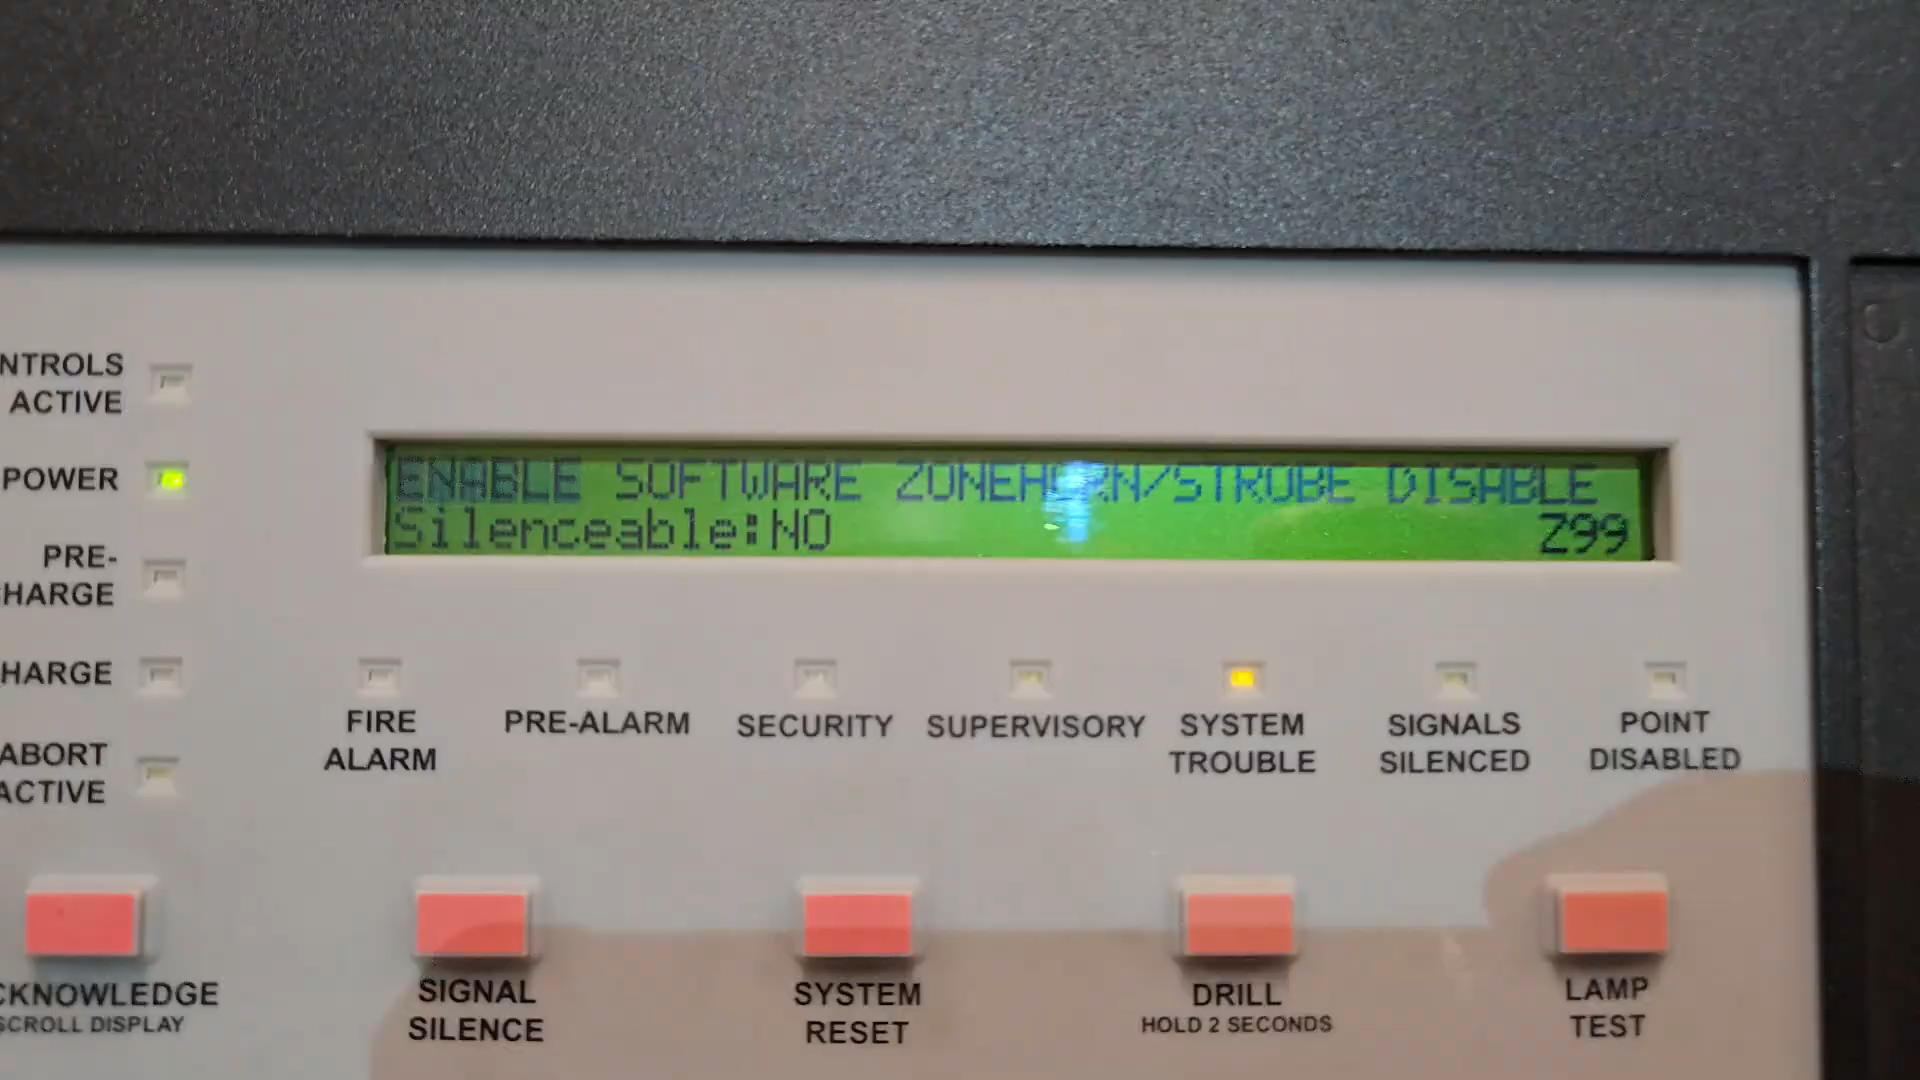 NTROLS
ACTIVE
POWER
PRE-
HARGE
HARGE
ABORT
ACTIVE
ENABLE SOFTWARE ZONEHORN/STROBE DISABLE
Silenceable:NO Z99
FIRE
ALARM
PRE-ALARM
SECURITY
SUPERVISORY
SYSTEM
TROUBLE
SIGNALS
SILENCED
POINT
DISABLED
CKNOWLEDGE
SCROLL DISPLAY
SIGNAL
SILENCE
SYSTEM
RESET
DRILL
HOLD 2 SECONDS
LAMP
TEST